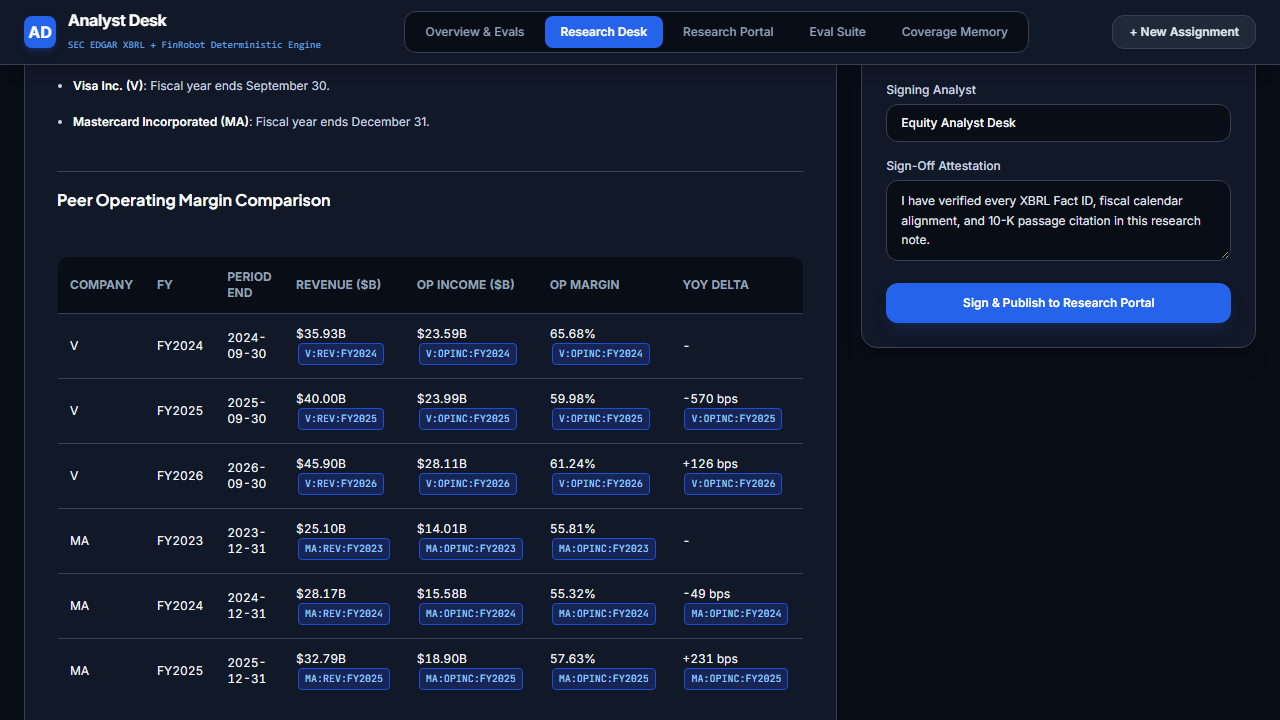 AD
Analyst Desk
SEC EDGAR XBRL + FinRobot Deterministic Engine
Overview & Evals
Research Desk
Research Portal
Eval Suite
Coverage Memory
+ New Assignment
• Visa Inc. (V): Fiscal year ends September 30.
• Mastercard Incorporated (MA): Fiscal year ends December 31.
Peer Operating Margin Comparison
COMPANY FY PERIOD END REVENUE ($B) OP INCOME ($B) OP MARGIN YOY DELTA
V FY2024 2024-09-30 $35.93B $23.59B 65.68% -
V:REV:FY2024 V:OPINC:FY2024 V:OPINC:FY2024
V FY2025 2025-09-30 $40.00B $23.99B 59.98% -570 bps
V:REV:FY2025 V:OPINC:FY2025 V:OPINC:FY2025 V:OPINC:FY2025
V FY2026 2026-09-30 $45.90B $28.11B 61.24% +126 bps
V:REV:FY2026 V:OPINC:FY2026 V:OPINC:FY2026 V:OPINC:FY2026
MA FY2023 2023-12-31 $25.10B $14.01B 55.81% -
MA:REV:FY2023 MA:OPINC:FY2023 MA:OPINC:FY2023
MA FY2024 2024-12-31 $28.17B $15.58B 55.32% -49 bps
MA:REV:FY2024 MA:OPINC:FY2024 MA:OPINC:FY2024 MA:OPINC:FY2024
MA FY2025 2025-12-31 $32.79B $18.90B 57.63% +231 bps
MA:REV:FY2025 MA:OPINC:FY2025 MA:OPINC:FY2025 MA:OPINC:FY2025
Signing Analyst
Equity Analyst Desk
Sign-Off Attestation
I have verified every XBRL Fact ID, fiscal calendar
alignment, and 10-K passage citation in this research
note.
Sign & Publish to Research Portal